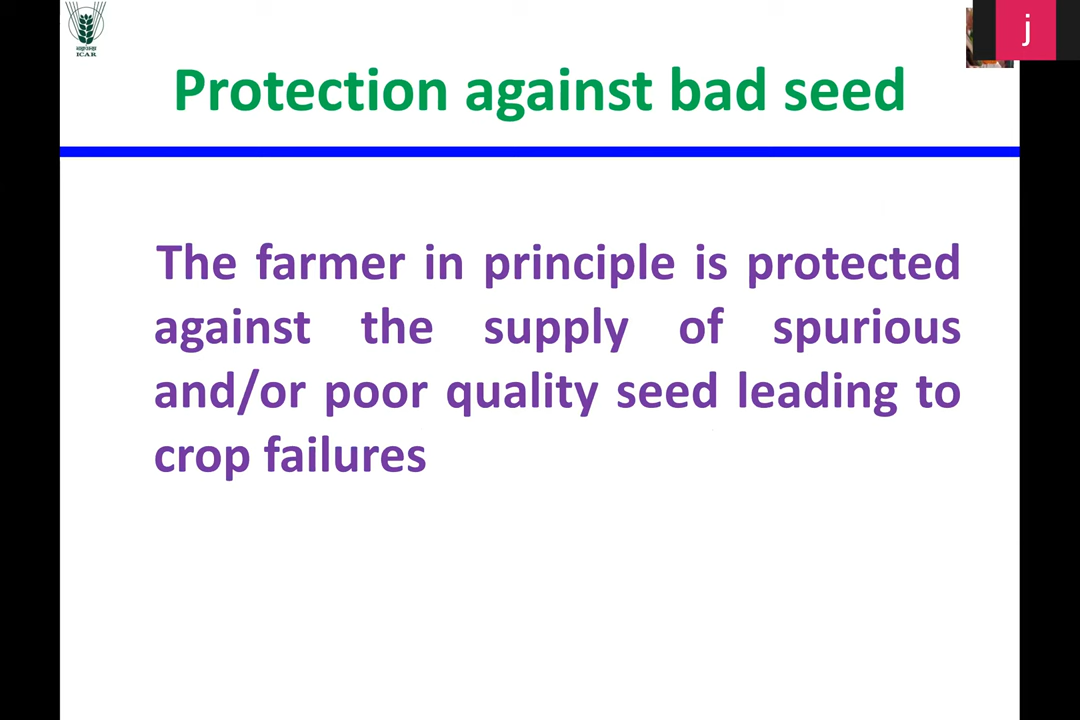 ICAR
j
Protection against bad seed
The farmer in principle is protected
against the supply of spurious
and/or poor quality seed leading to
crop failures